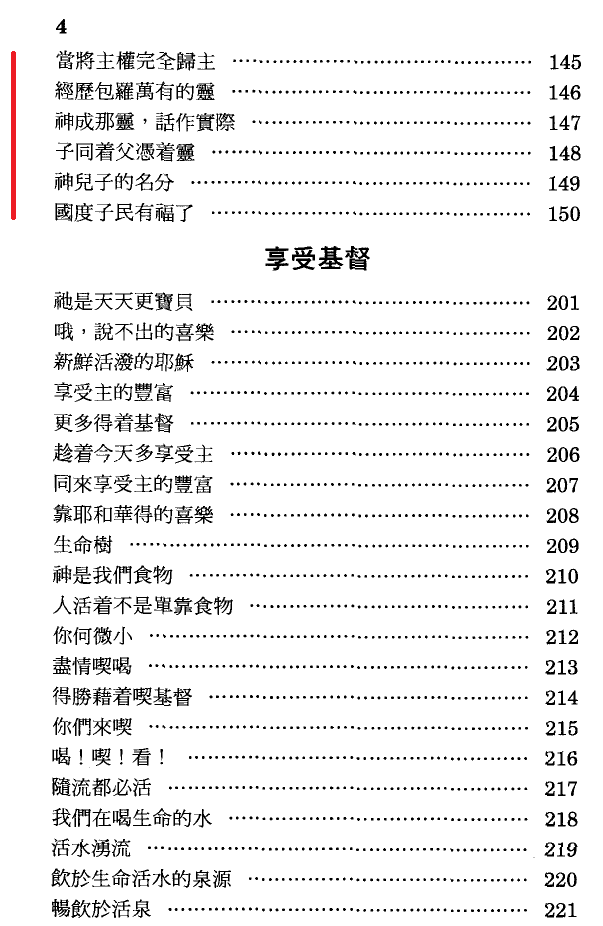 4
當將主權完全歸主 ………………………………………… 145
經歷包羅萬有的靈 ………………………………………… 146
神成那靈，話作實際 ……………………………………… 147
子同着父憑着靈 …………………………………………… 148
神兒子的名分 ……………………………………………… 149
國度子民有福了 …………………………………………… 150
享受基督
祂是天天更寶貝 …………………………………………… 201
哦，說不出的喜樂 ………………………………………… 202
新鮮活潑的耶穌 …………………………………………… 203
享受主的豐富 ……………………………………………… 204
更多得着基督 ……………………………………………… 205
趁着今天多享受主 ………………………………………… 206
同來享受主的豐富 ………………………………………… 207
靠耶和華得的喜樂 ………………………………………… 208
生命樹 ……………………………………………………… 209
神是我們食物 ……………………………………………… 210
人活着不是單靠食物 ……………………………………… 211
你何微小 …………………………………………………… 212
盡情喫喝 …………………………………………………… 213
得勝藉着喫基督 …………………………………………… 214
你們來喫 …………………………………………………… 215
喝！喫！看！ ……………………………………………… 216
隨流都必活 ………………………………………………… 217
我們在喝生命的水 ………………………………………… 218
活水湧流 …………………………………………………… 219
飲於生命活水的泉源 ……………………………………… 220
暢飲於活泉 ………………………………………………… 221